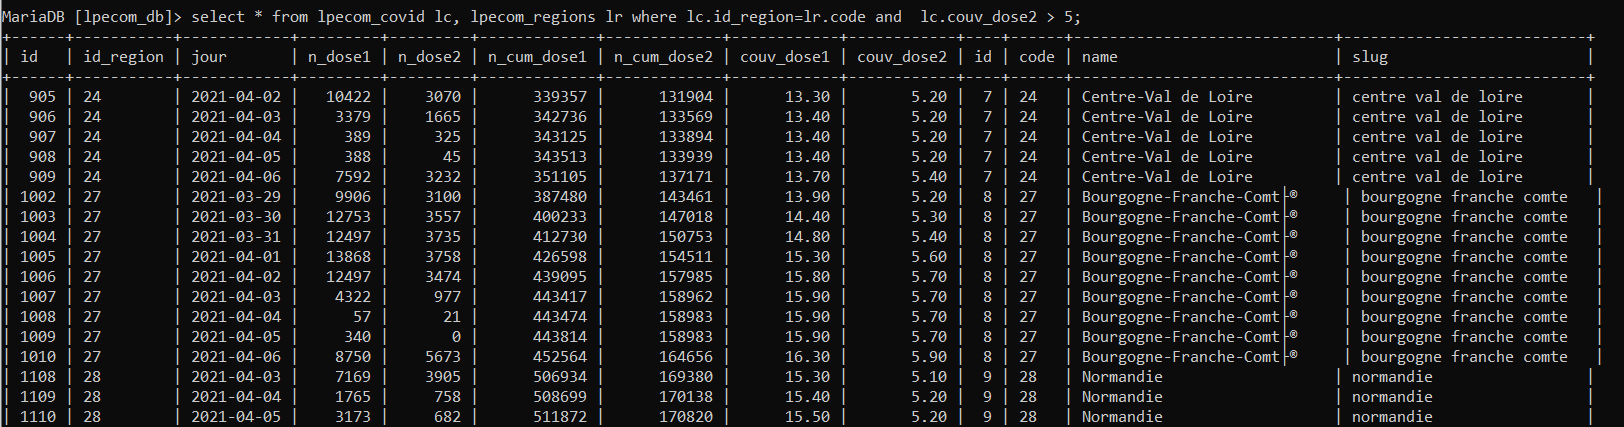 MariaDB [lpecom_db]> select * from lpecom_covid lc, lpecom_regions lr where lc.id_region=lr.code and  lc.couv_dose2 > 5;
+------+-----------+------------+---------+---------+-------------+-------------+------------+------------+----+------+----------------------------+--------------------------+
| id   | id_region | jour       | n_dose1 | n_dose2 | n_cum_dose1 | n_cum_dose2 | couv_dose1 | couv_dose2 | id | code | name                       | slug                     |
+------+-----------+------------+---------+---------+-------------+-------------+------------+------------+----+------+----------------------------+--------------------------+
|  905 | 24        | 2021-04-02 |   10422 |    3070 |      339357 |      131904 |      13.30 |       5.20 |  7 | 24   | Centre-Val de Loire        | centre val de loire      |
|  906 | 24        | 2021-04-03 |    3379 |    1665 |      342736 |      133569 |      13.40 |       5.20 |  7 | 24   | Centre-Val de Loire        | centre val de loire      |
|  907 | 24        | 2021-04-04 |     389 |     325 |      343125 |      133894 |      13.40 |       5.20 |  7 | 24   | Centre-Val de Loire        | centre val de loire      |
|  908 | 24        | 2021-04-05 |     388 |      45 |      343513 |      133939 |      13.40 |       5.20 |  7 | 24   | Centre-Val de Loire        | centre val de loire      |
|  909 | 24        | 2021-04-06 |    7592 |    3232 |      351105 |      137171 |      13.70 |       5.40 |  7 | 24   | Centre-Val de Loire        | centre val de loire      |
| 1002 | 27        | 2021-03-29 |    9906 |    3100 |      387480 |      143461 |      13.90 |       5.20 |  8 | 27   | Bourgogne-Franche-Comt├®     | bourgogne franche comte  |
| 1003 | 27        | 2021-03-30 |   12753 |    3557 |      400233 |      147018 |      14.40 |       5.30 |  8 | 27   | Bourgogne-Franche-Comt├®     | bourgogne franche comte  |
| 1004 | 27        | 2021-03-31 |   12497 |    3735 |      412730 |      150753 |      14.80 |       5.40 |  8 | 27   | Bourgogne-Franche-Comt├®     | bourgogne franche comte  |
| 1005 | 27        | 2021-04-01 |   13868 |    3758 |      426598 |      154511 |      15.30 |       5.60 |  8 | 27   | Bourgogne-Franche-Comt├®     | bourgogne franche comte  |
| 1006 | 27        | 2021-04-02 |   12497 |    3474 |      439095 |      157985 |      15.80 |       5.70 |  8 | 27   | Bourgogne-Franche-Comt├®     | bourgogne franche comte  |
| 1007 | 27        | 2021-04-03 |    4322 |     977 |      443417 |      158962 |      15.90 |       5.70 |  8 | 27   | Bourgogne-Franche-Comt├®     | bourgogne franche comte  |
| 1008 | 27        | 2021-04-04 |      57 |      21 |      443474 |      158983 |      15.90 |       5.70 |  8 | 27   | Bourgogne-Franche-Comt├®     | bourgogne franche comte  |
| 1009 | 27        | 2021-04-05 |     340 |       0 |      443814 |      158983 |      15.90 |       5.70 |  8 | 27   | Bourgogne-Franche-Comt├®     | bourgogne franche comte  |
| 1010 | 27        | 2021-04-06 |    8750 |    5673 |      452564 |      164656 |      16.30 |       5.90 |  8 | 27   | Bourgogne-Franche-Comt├®     | bourgogne franche comte  |
| 1108 | 28        | 2021-04-03 |    7169 |    3905 |      506934 |      169380 |      15.30 |       5.10 |  9 | 28   | Normandie                  | normandie                |
| 1109 | 28        | 2021-04-04 |    1765 |     758 |      508699 |      170138 |      15.40 |       5.20 |  9 | 28   | Normandie                  | normandie                |
| 1110 | 28        | 2021-04-05 |    3173 |     682 |      511872 |      170820 |      15.50 |       5.20 |  9 | 28   | Normandie                  | normandie                |